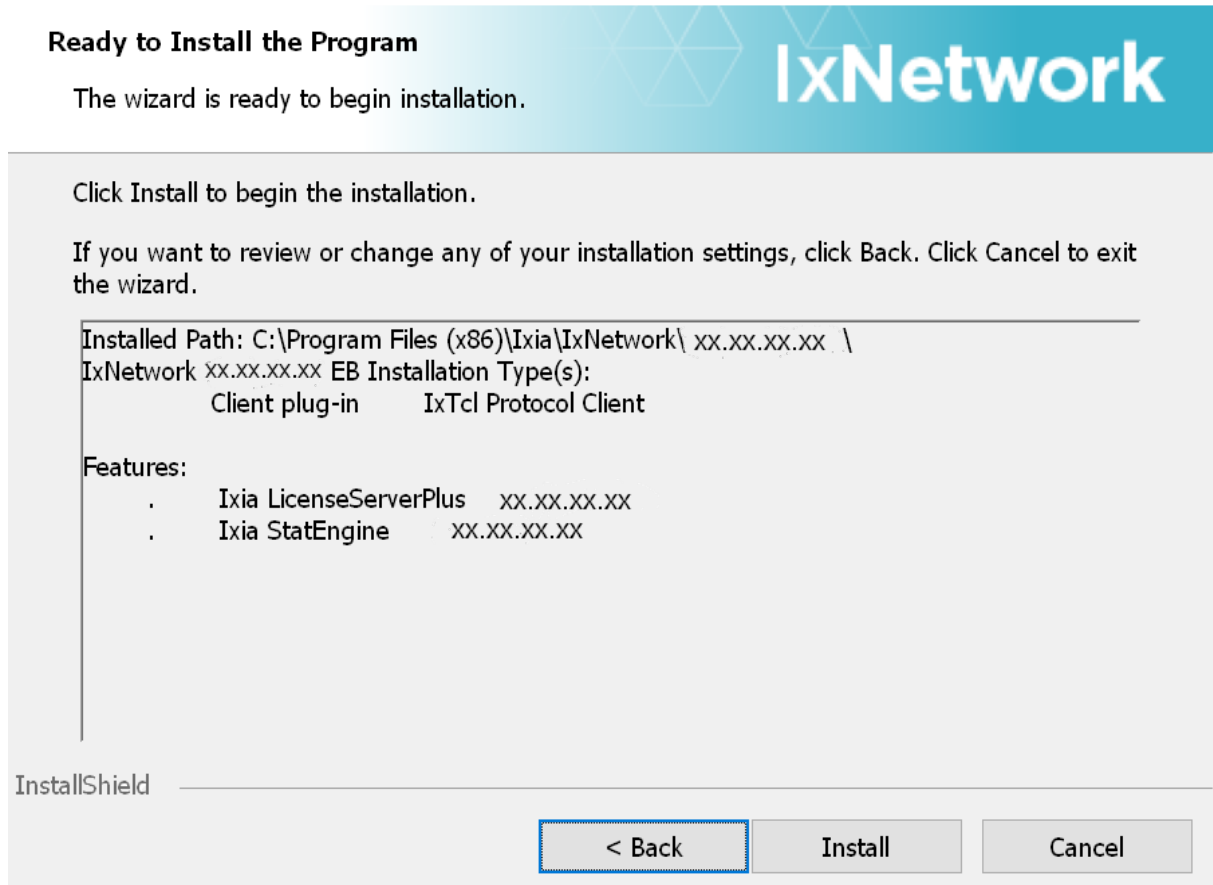 Ready to Install the Program
IxNetwork
The wizard is ready to begin installation.
Click Install to begin the installation.
If you want to review or change any of your installation settings, click Back. Click Cancel to exit
the wizard.
Installed Path: C:\Program Files (x86)\Ixia\IxNetwork\ xx.xx.xx.xx \
IxNetwork xx.xx.xx.xx EB Installation Type(s):
Client plug-in IxTcl Protocol Client
Features:
. Ixia LicenseServerPlus xx.xx.xx.xx
. Ixia StatEngine xx.xx.xx.xx
InstallShield
< Back Install Cancel